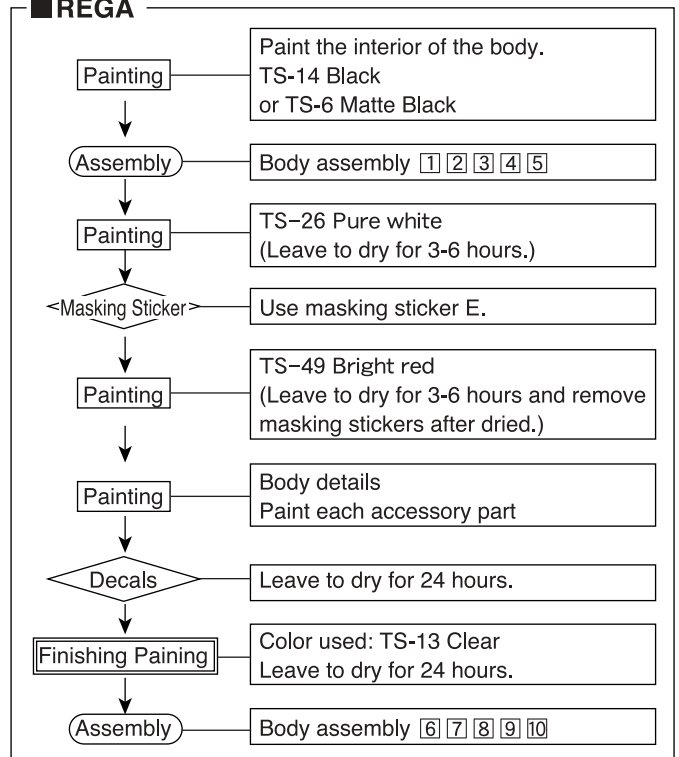 ■REGA
Painting
Paint the interior of the body.
TS-14 Black
or TS-6 Matte Black
Assembly
Body assembly 1 2 3 4 5
Painting
TS-26 Pure white
(Leave to dry for 3-6 hours.)
Masking Sticker
Use masking sticker E.
Painting
TS-49 Bright red
(Leave to dry for 3-6 hours and remove
masking stickers after dried.)
Painting
Body details
Paint each accessory part
Decals
Leave to dry for 24 hours.
Finishing Paining
Color used: TS-13 Clear
Leave to dry for 24 hours.
Assembly
Body assembly 6 7 8 9 10